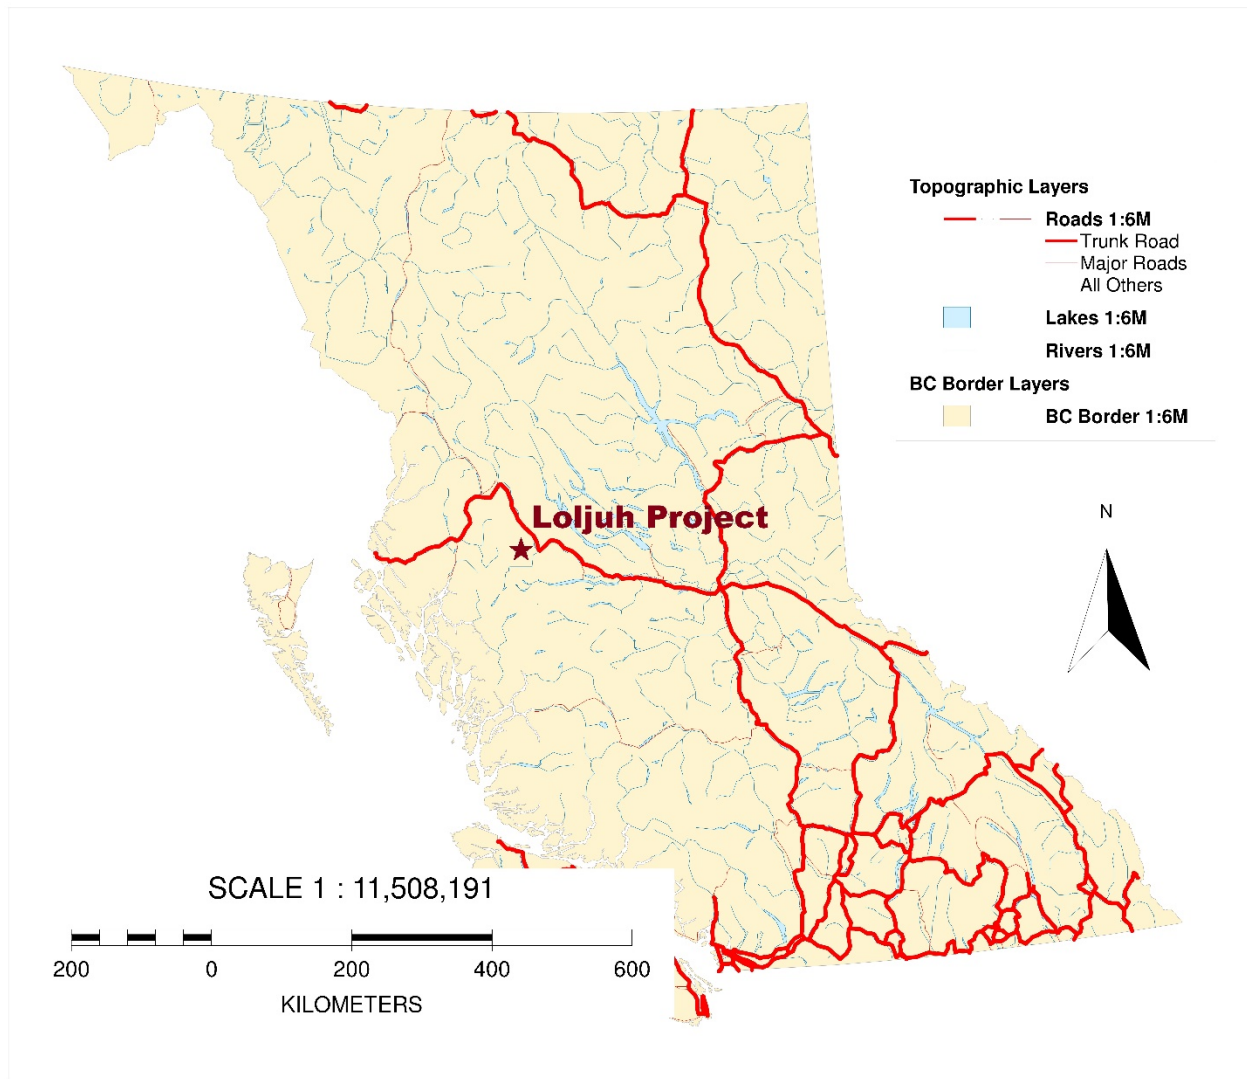 Topographic Layers
Roads 1:6M
Trunk Road
Major Roads
All Others
Lakes 1:6M
Rivers 1:6M
BC Border Layers
BC Border 1:6M
Loljuh Project
N
SCALE 1 : 11,508,191
200 0 200 400 600
KILOMETERS